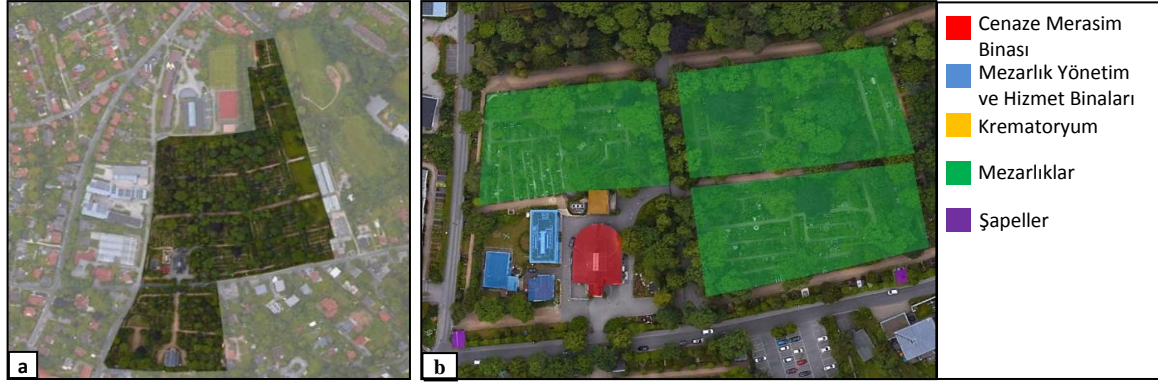 a
b
Cenaze Merasim
Binası
Mezarlık Yönetim
ve Hizmet Binaları
Krematoryum
Mezarlıklar
Şapeller